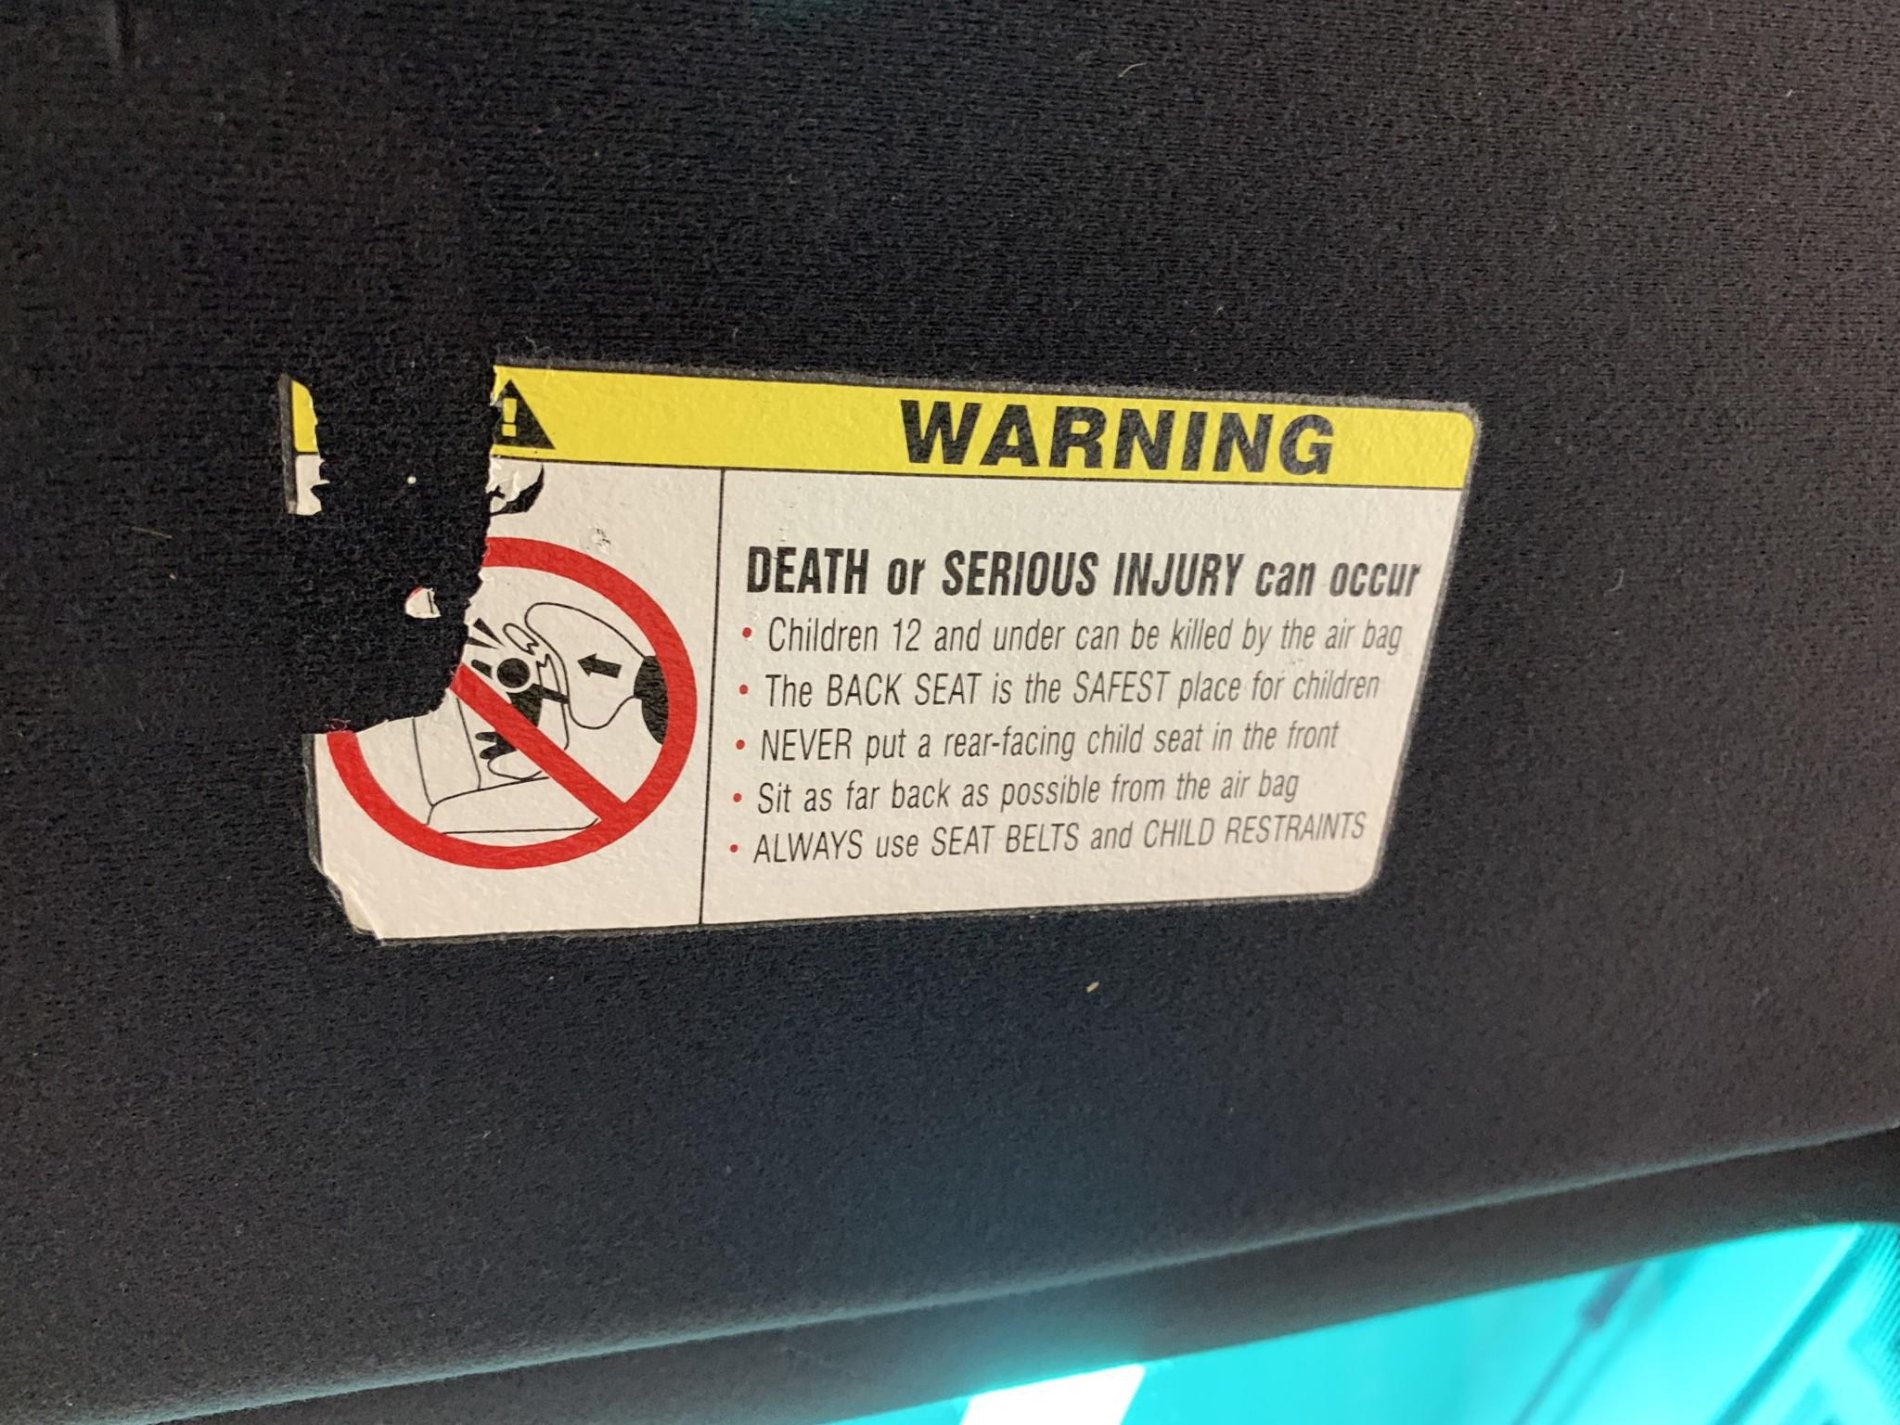 WARNING
DEATH or SERIOUS INJURY can occur
• Children 12 and under can be killed by the air bag
• The BACK SEAT is the SAFEST place for children
• NEVER put a rear-facing child seat in the front
• Sit as far back as possible from the air bag
• ALWAYS use SEAT BELTS and CHILD RESTRAINTS